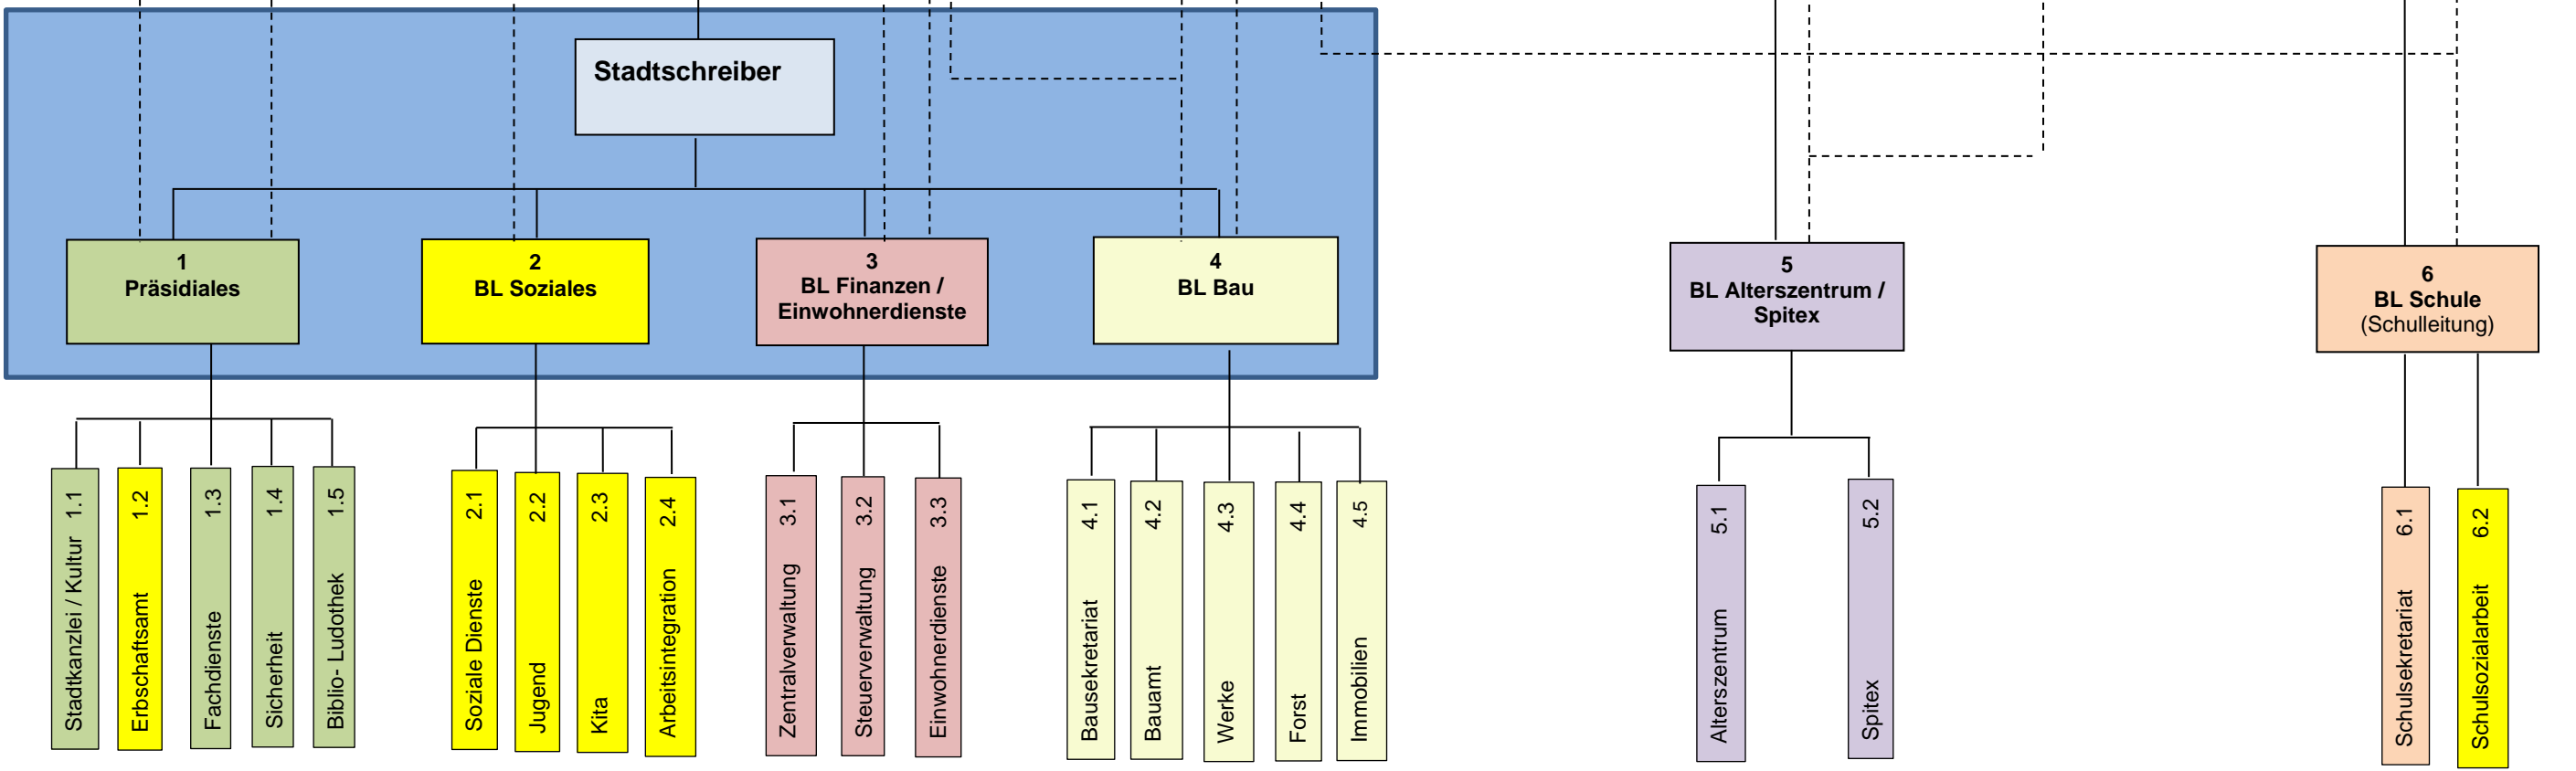 Stadtschreiber
1
Präsidiales
2
BL Soziales
3
BL Finanzen /
Einwohnerdienste
4
BL Bau
5
BL Alterszentrum /
Spitex
6
BL Schule
(Schulleitung)
Stadtkanzlei / Kultur 1.1
Erbschaftsamt 1.2
Fachdienste 1.3
Sicherheit 1.4
Biblio- Ludothek 1.5
Soziale Dienste 2.1
Jugend 2.2
Kita 2.3
Arbeitsintegration 2.4
Zentralverwaltung 3.1
Steuerverwaltung 3.2
Einwohnerdienste 3.3
Bausekretariat 4.1
Bauamt 4.2
Werke 4.3
Forst 4.4
Immobilien 4.5
Alterszentrum 5.1
Spitex 5.2
Schulsekretariat 6.1
Schulsozialarbeit 6.2